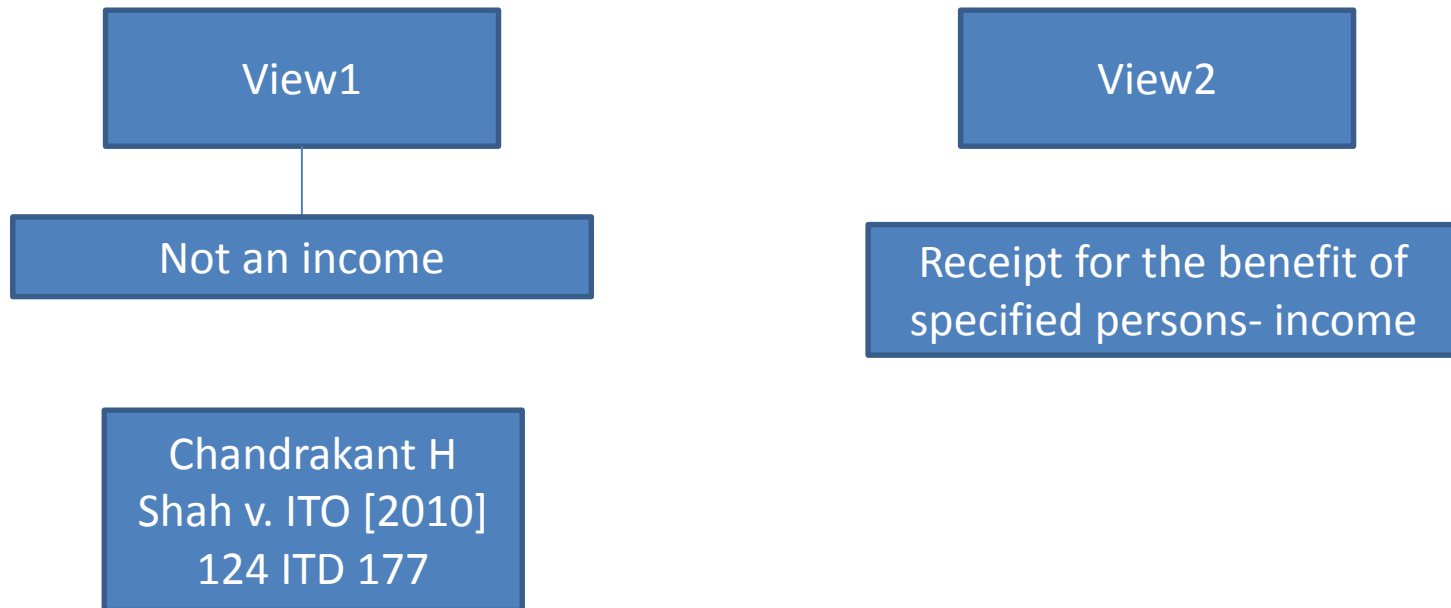 View1
Not an income
Chandrakant H
Shah v. ITO [2010]
124 ITD 177
View2
Receipt for the benefit of
specified persons- income